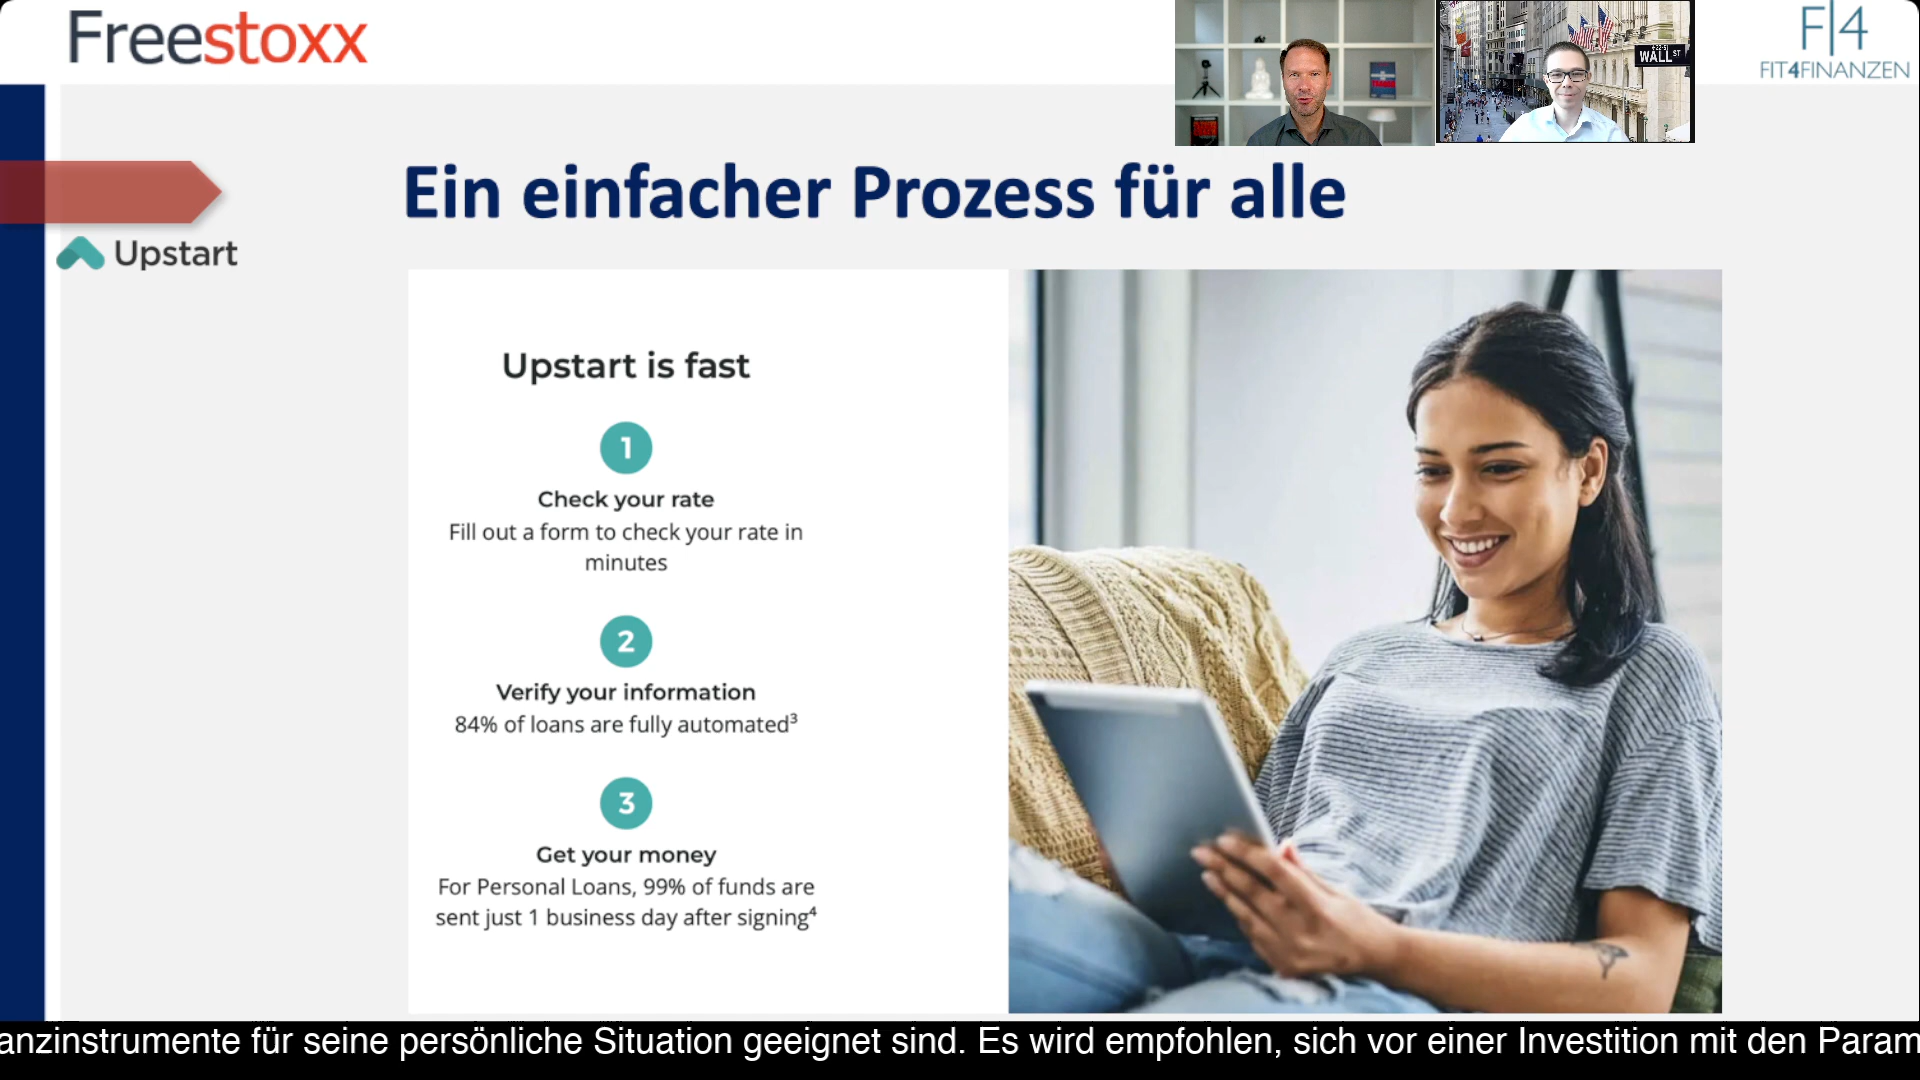 Freestoxx
WALL ST
F|4
FIT4FINANZEN
Ein einfacher Prozess für alle
Upstart
Upstart is fast
1
Check your rate
Fill out a form to check your rate in
minutes
2
Verify your information
84% of loans are fully automated³
3
Get your money
For Personal Loans, 99% of funds are
sent just 1 business day after signing⁴
anzinstrumente für seine persönliche Situation geeignet sind. Es wird empfohlen, sich vor einer Investition mit den Param